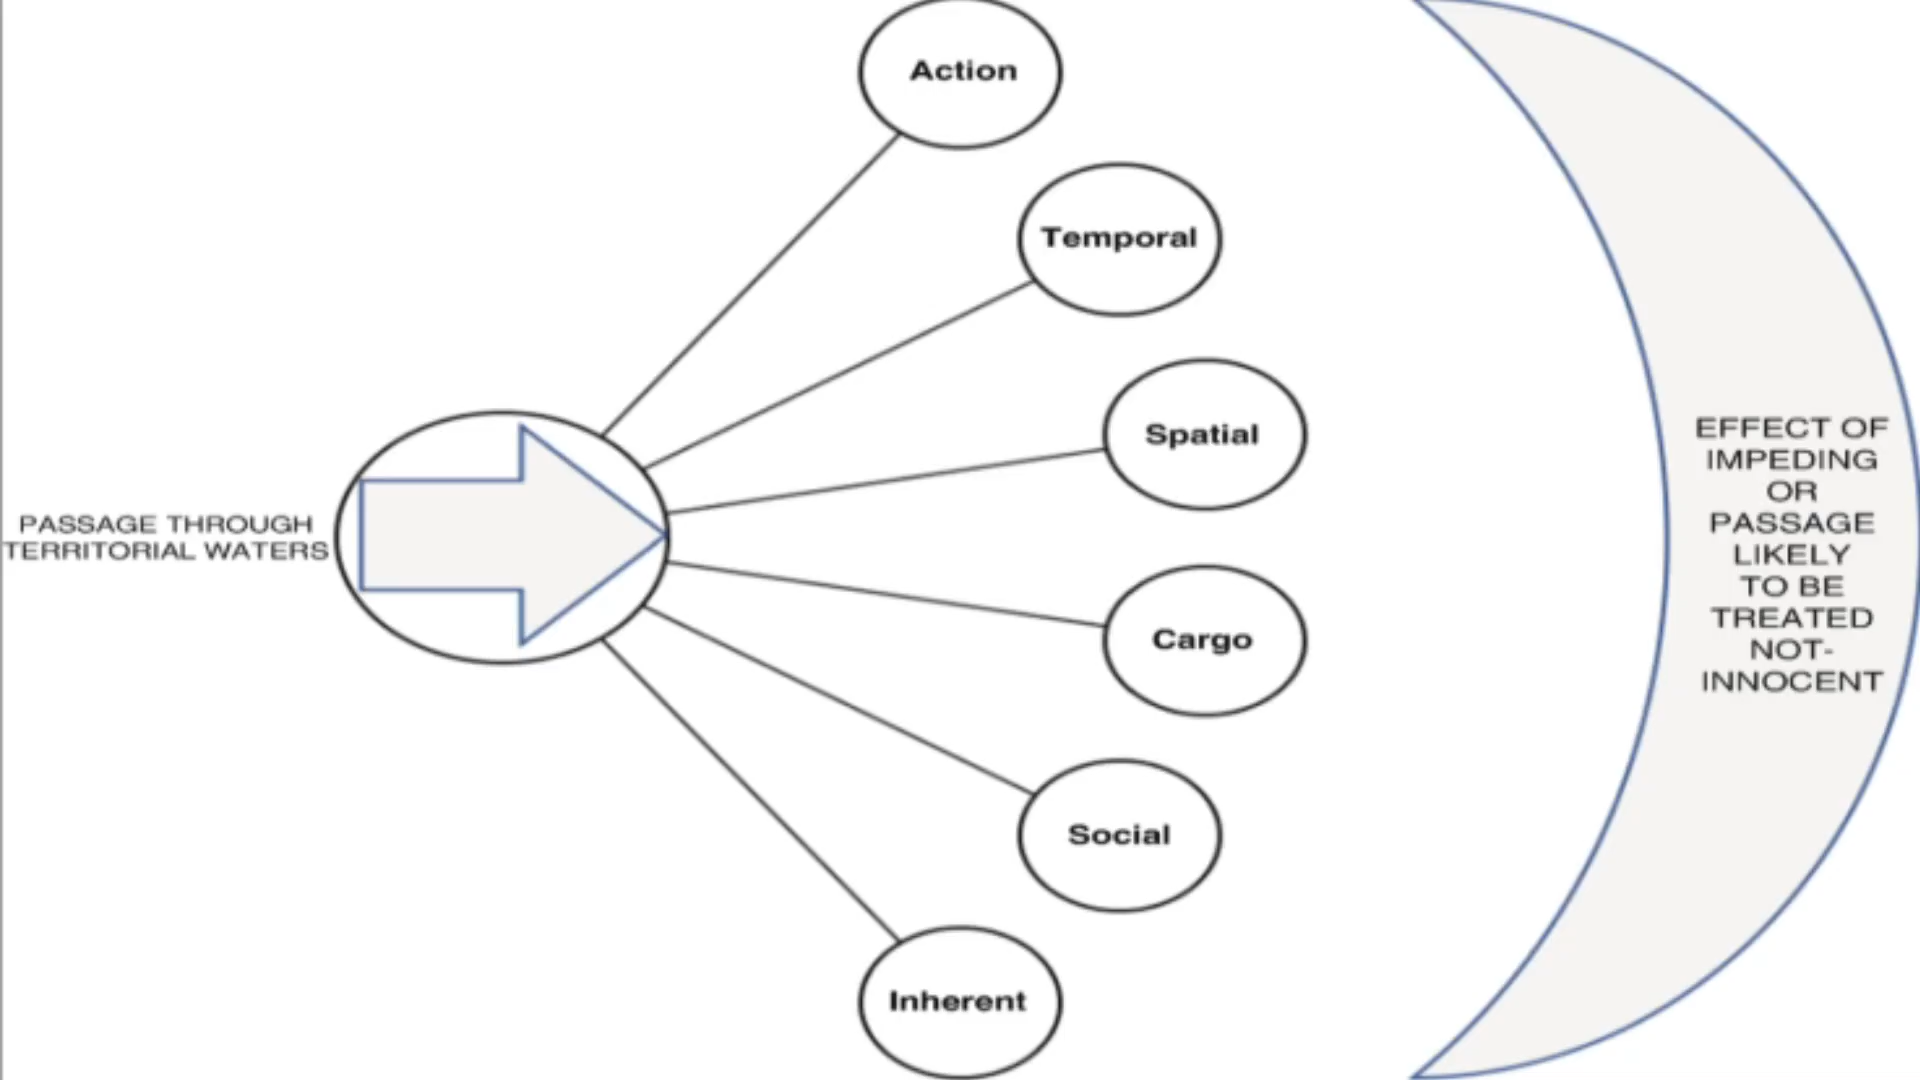 Action
Temporal
Spatial
PASSAGE THROUGH
TERRITORIAL WATERS
Cargo
Social
Inherent
EFFECT OF
IMPEDING
OR
PASSAGE
LIKELY
TO BE
TREATED
NOT-
INNOCENT